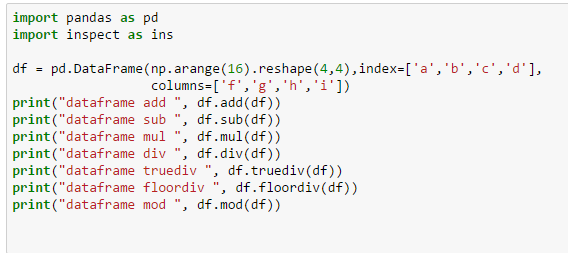 import pandas as pd
import inspect as ins
df = pd.DataFrame(np.arange(16).reshape(4,4),index=['a','b','c','d'],
columns=['f','g','h','i'])
print("dataframe add ", df.add(df))
print("dataframe sub ", df.sub(df))
print("dataframe mul ", df.mul(df))
print("dataframe div ", df.div(df))
print("dataframe truediv ", df.truediv(df))
print("dataframe floordiv ", df.floordiv(df))
print("dataframe mod ", df.mod(df))